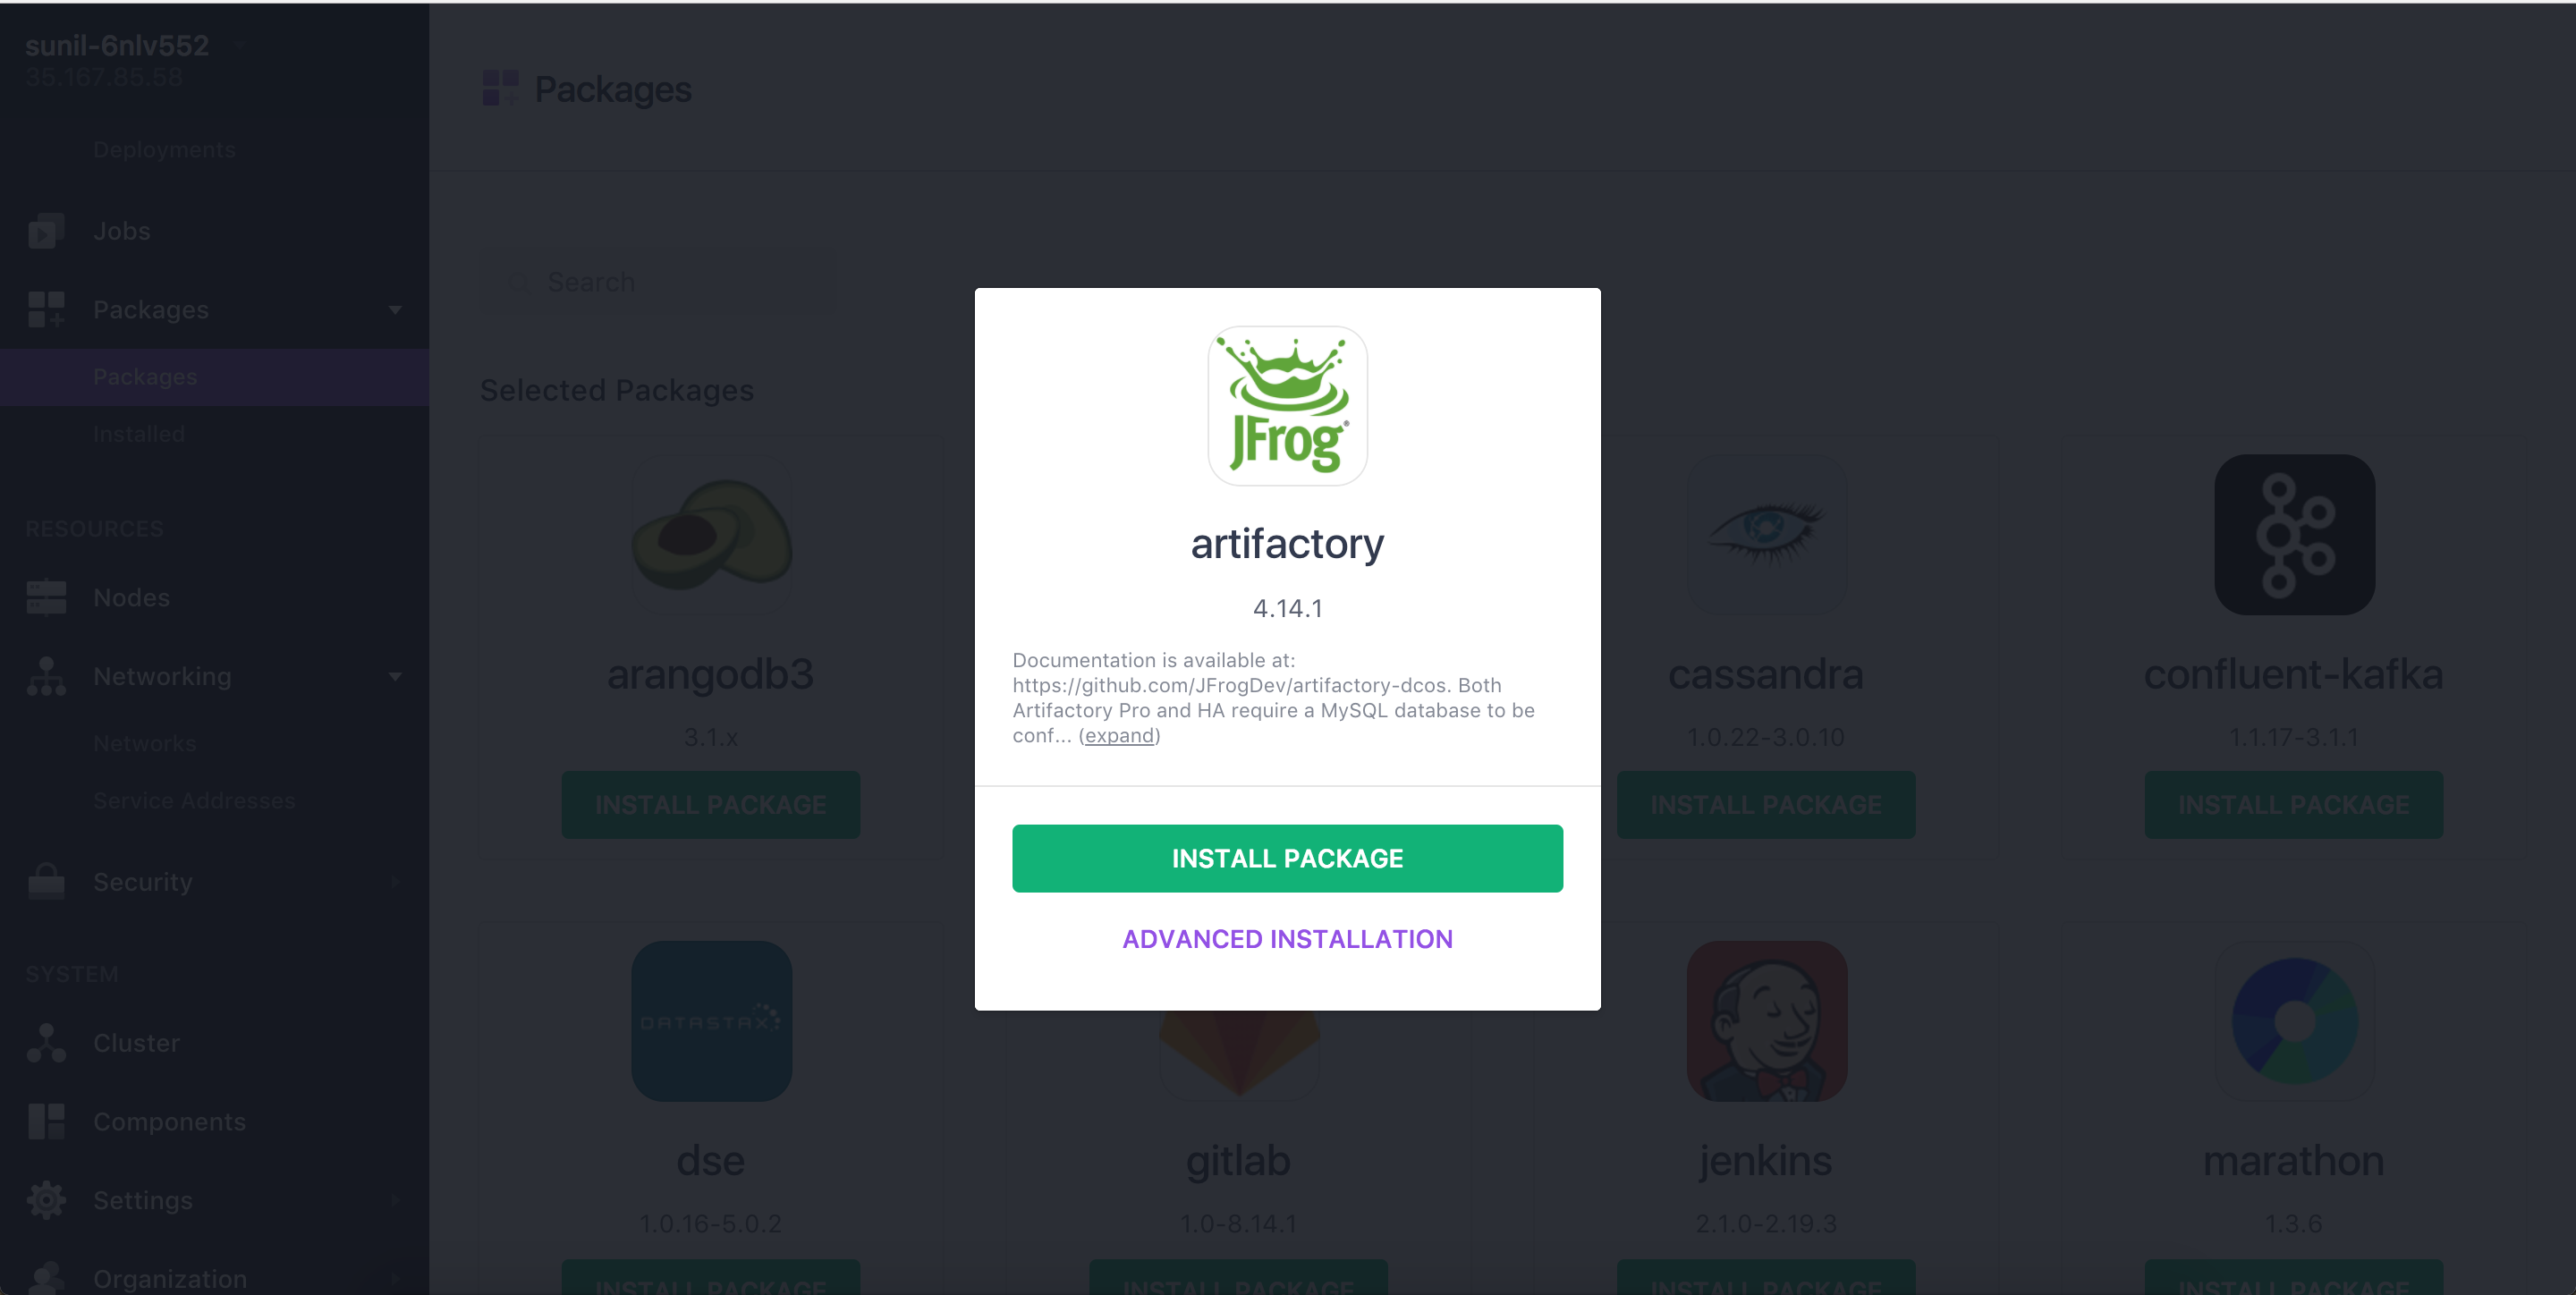 sunil-6nlv552
35.167.85.58
Deployments
Jobs
Packages
Packages
Installed
RESOURCES
Nodes
Networking
Networks
Service Addresses
Security
SYSTEM
Cluster
Components
Settings
Organization
Packages
Search
Selected Packages
arangodb3
3.1.x
INSTALL PACKAGE
JFrog®
artifactory
4.14.1
Documentation is available at:
https://github.com/JFrogDev/artifactory-dcos. Both
Artifactory Pro and HA require a MySQL database to be
conf... (expand)
INSTALL PACKAGE
ADVANCED INSTALLATION
cassandra
1.0.22-3.0.10
INSTALL PACKAGE
confluent-kafka
1.1.17-3.1.1
INSTALL PACKAGE
DATASTAX
dse
1.0.16-5.0.2
INSTALL PACKAGE
gitlab
1.0-8.14.1
INSTALL PACKAGE
jenkins
2.1.0-2.19.3
INSTALL PACKAGE
marathon
1.3.6
INSTALL PACKAGE